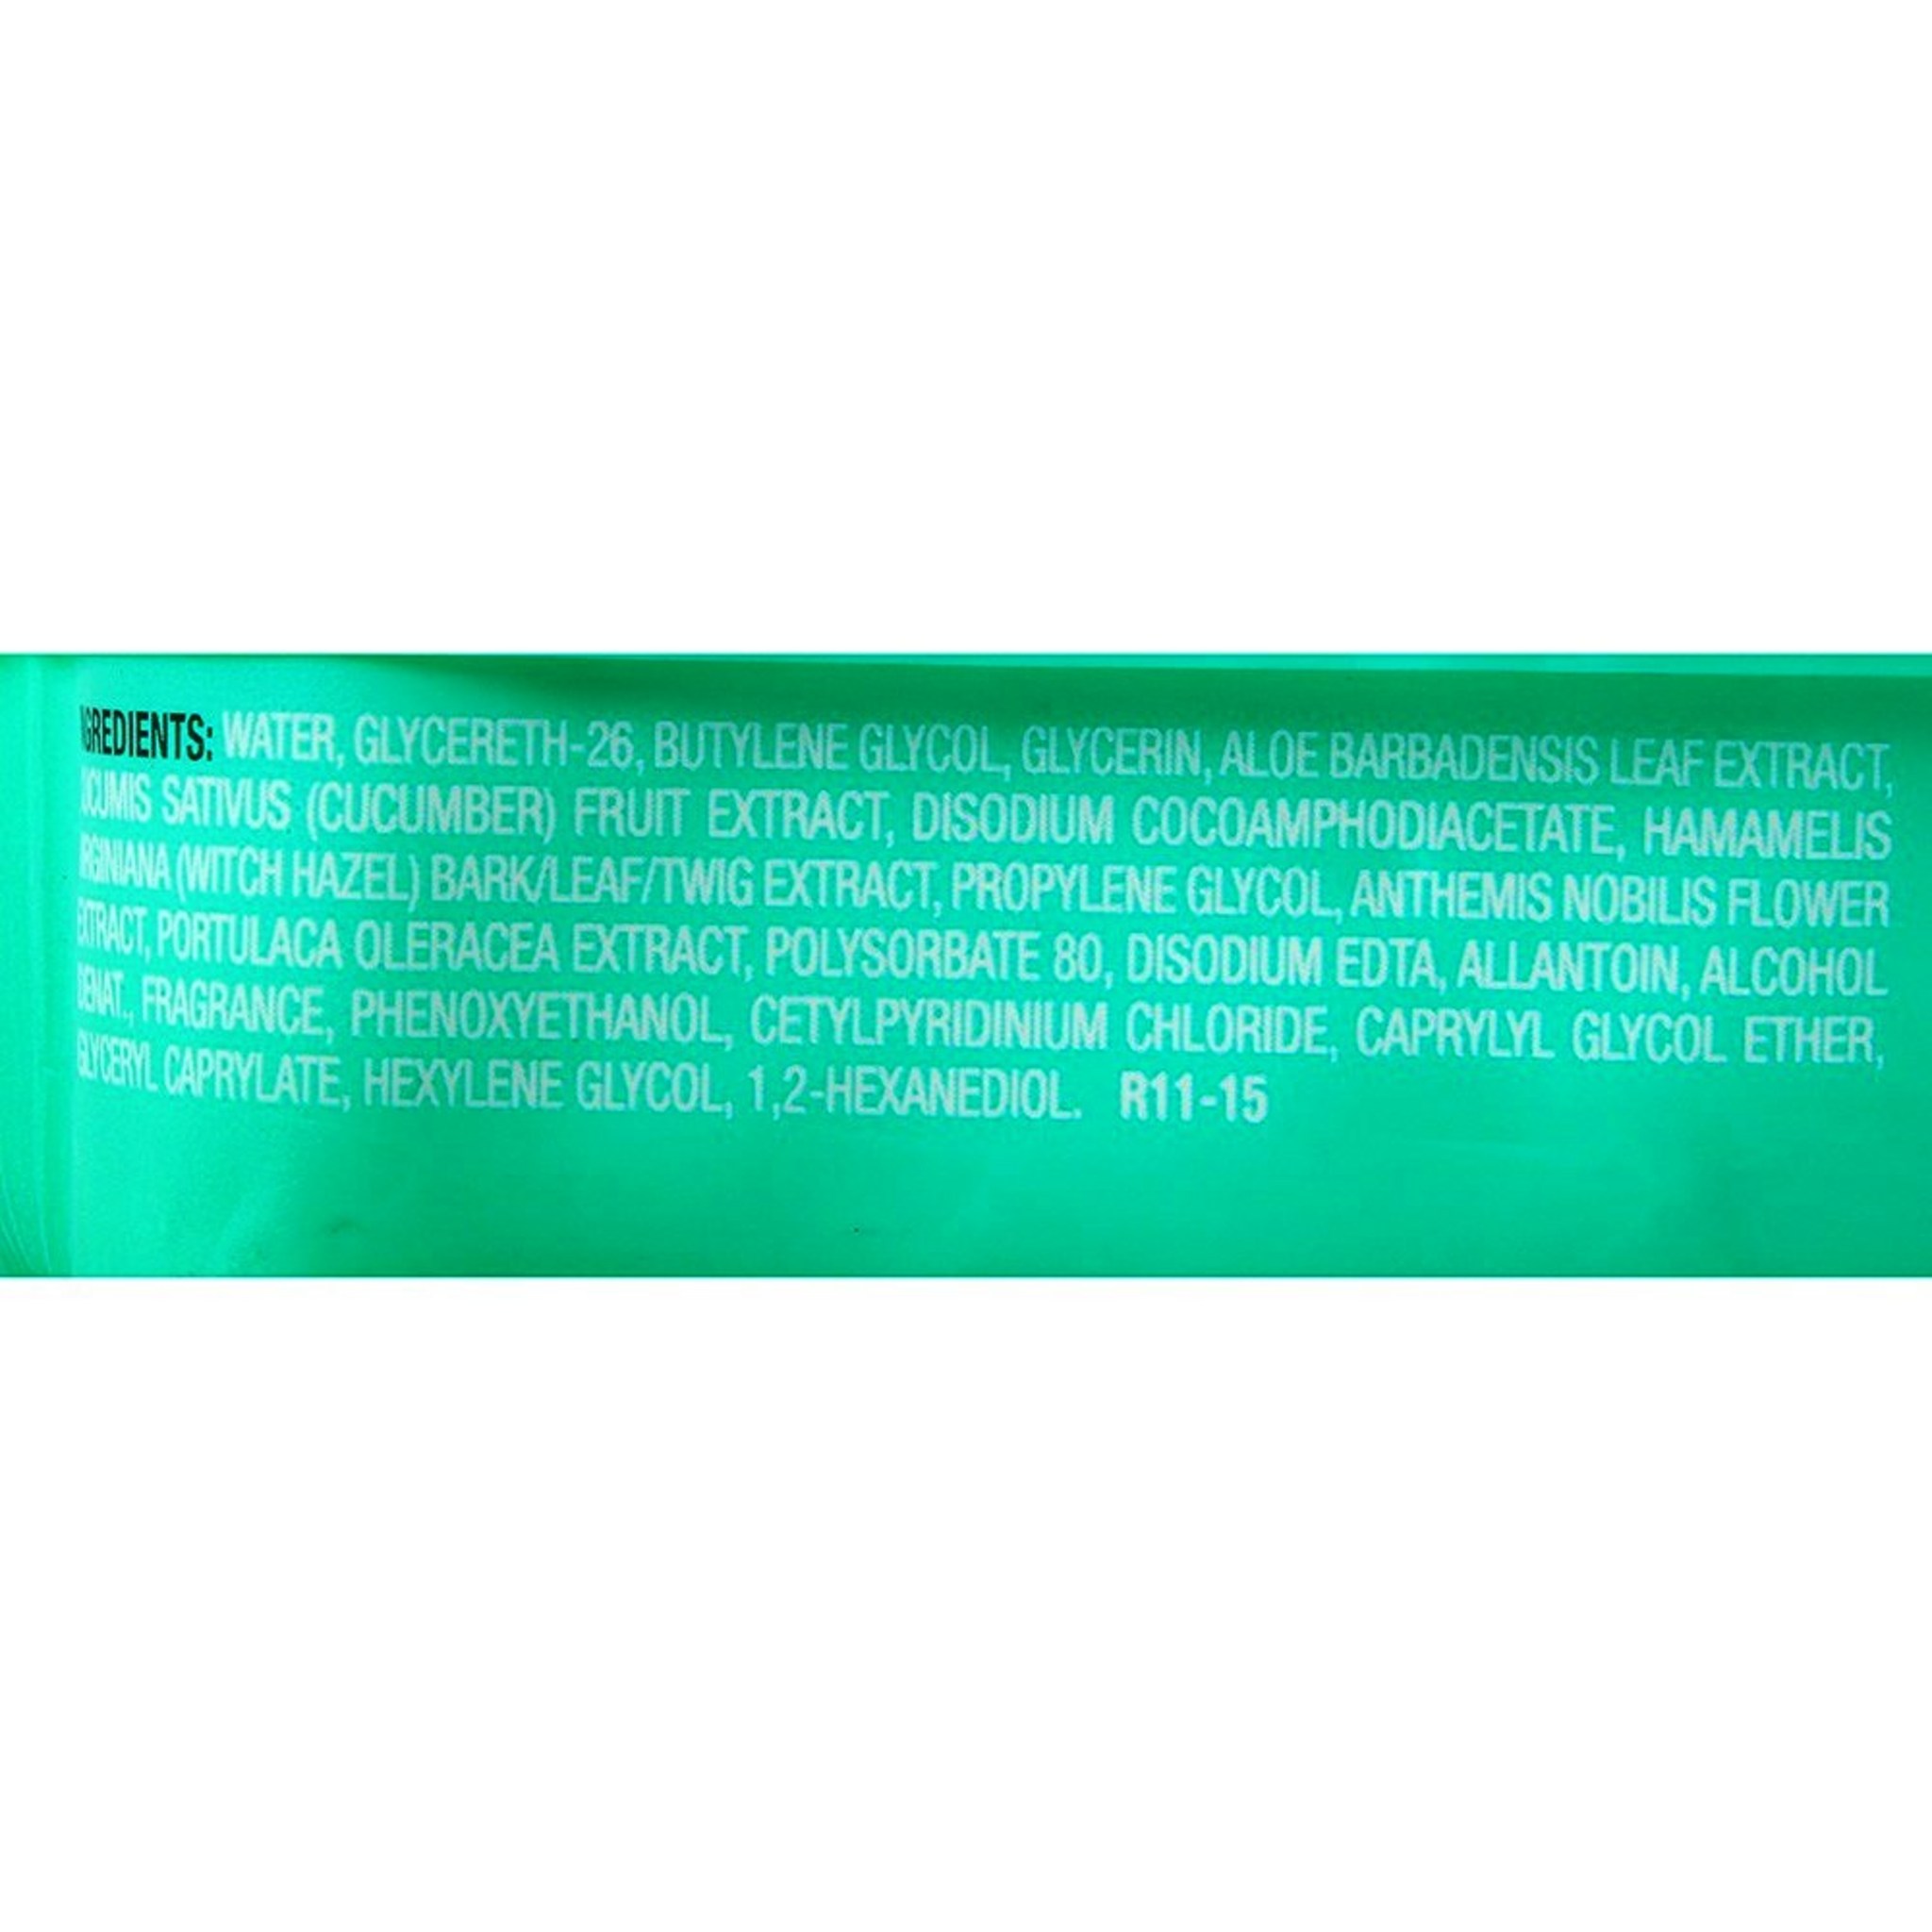 NGREDIENTS: WATER, GLYCERETH-26, BUTYLENE GLYCOL, GLYCERIN, ALOE BARBADENSIS LEAF EXTRACT,
UCUMIS SATIVUS (CUCUMBER) FRUIT EXTRACT, DISODIUM COCOAMPHODIACETATE, HAMAMELIS
RGINIANA (WITCH HAZEL) BARK/LEAF/TWIG EXTRACT, PROPYLENE GLYCOL, ANTHEMIS NOBILIS FLOWER
EXTRACT, PORTULACA OLERACEA EXTRACT, POLYSORBATE 80, DISODIUM EDTA, ALLANTOIN, ALCOHOL
DENAT., FRAGRANCE, PHENOXYETHANOL, CETYLPYRIDINIUM CHLORIDE, CAPRYLYL GLYCOL ETHER,
GLYCERYL CAPRYLATE, HEXYLENE GLYCOL, 1,2-HEXANEDIOL. R11-15